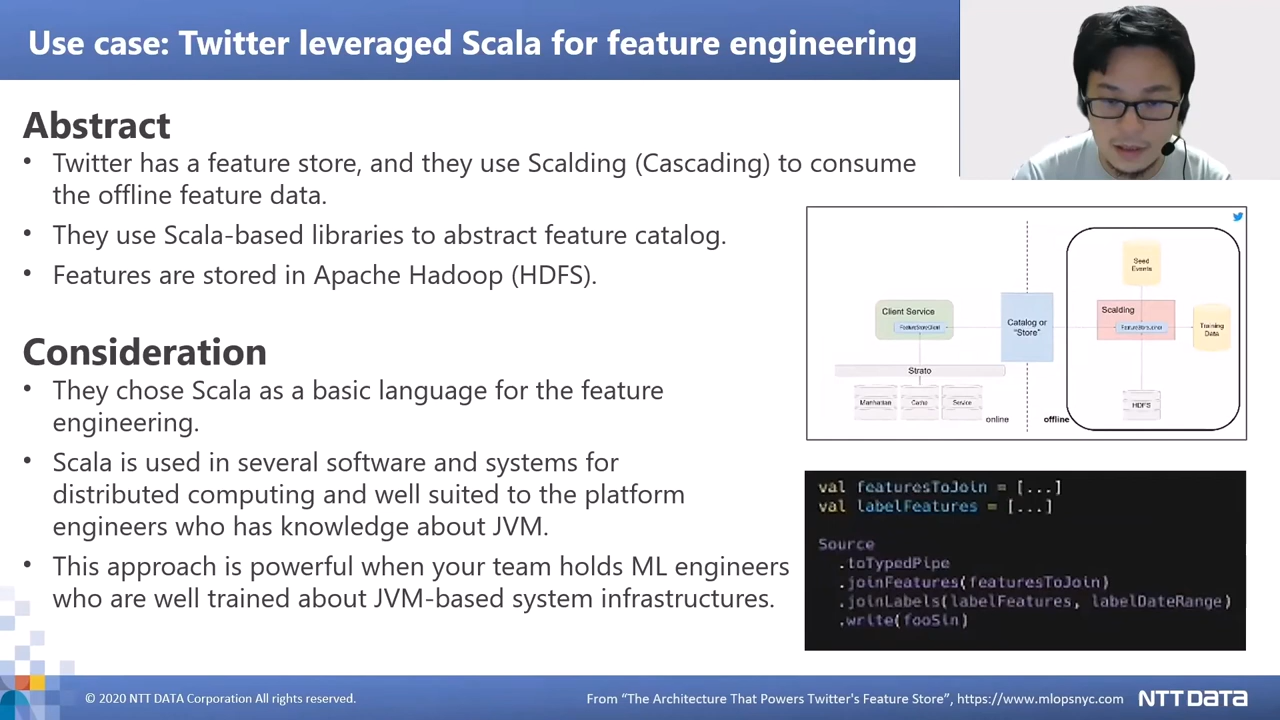 Use case: Twitter leveraged Scala for feature engineering
Abstract
• Twitter has a feature store, and they use Scalding (Cascading) to consume
the offline feature data.
• They use Scala-based libraries to abstract feature catalog.
• Features are stored in Apache Hadoop (HDFS).
Consideration
• They chose Scala as a basic language for the feature
engineering.
• Scala is used in several software and systems for
distributed computing and well suited to the platform
engineers who has knowledge about JVM.
• This approach is powerful when your team holds ML engineers
who are well trained about JVM-based system infrastructures.
Client Service
FeatureStoreClient
Strato
Manhattan
Cache
Service
online
Catalog or
"Store"
offline
Seed
Events
Scalding
Training
Data
HDFS
val featuresToJoin = [...]
val labelFeatures = [...]
Source
.toTypedPipe
.joinFeatures(featuresToJoin)
.joinLabels(labelFeatures, labelDateRange)
.write(fooSin)
© 2020 NTT DATA Corporation All rights reserved.
From “The Architecture That Powers Twitter's Feature Store”, https://www.mlopsnyc.com
NTT DATA